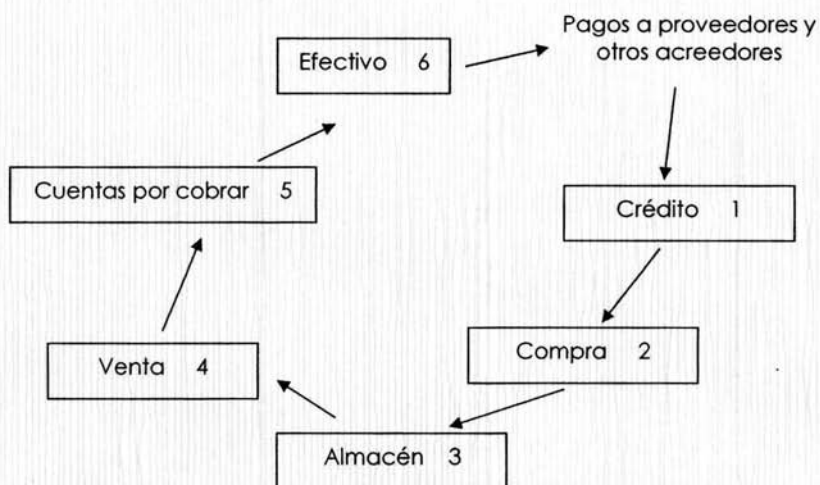 Pagos a proveedores y
otros acreedores
Efectivo 6
Cuentas por cobrar 5
Crédito 1
Venta 4
Compra 2
Almacén 3